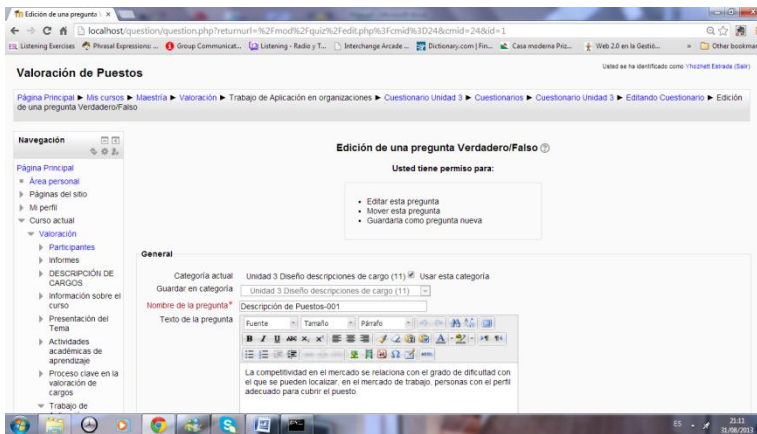 Edición de una pregunta
localhost/question/question.php?returnurl=%2Fmod%2Fquiz%2Fedit.php%3Fcmid%3D24&cmid=24&id=1
Listening Exercises Phrasal Expressions: ... Group Communicat... Listening - Radio y T... Interchange Arcade ... Dictionary.com | Fin... Casa moderna Priz... Web 2.0 en la Gestió... » Other bookmar
Valoración de Puestos
Usted se ha identificado como Yhozhett Estrada (Salir)
Página Principal ► Mis cursos ► Maestría ► Valoración ► Trabajo de Aplicación en organizaciones ► Cuestionario Unidad 3 ► Cuestionarios ► Cuestionario Unidad 3 ► Editando Cuestionario ► Edición
de una pregunta Verdadero/Falso
Navegación
Página Principal
Área personal
Páginas del sitio
Mi perfil
Curso actual
Valoración
Participantes
Informes
DESCRIPCIÓN DE
CARGOS
Información sobre el
curso
Presentación del
Tema
Actividades
académicas de
aprendizaje
Proceso clave en la
valoración de
cargos
Trabajo de
Edición de una pregunta Verdadero/Falso
Usted tiene permiso para:
• Editar esta pregunta
• Mover esta pregunta
• Guardarla como pregunta nueva
General
Categoría actual Unidad 3 Diseño descripciones de cargo (11) Usar esta categoría
Guardar en categoría Unidad 3 Diseño descripciones de cargo (11)
Nombre de la pregunta* Descripción de Puestos-001
Texto de la pregunta
Fuente Tamaño Párrafo
B I U ABC X₂ X²
HTML
La competitividad en el mercado se relaciona con el grado de dificultad con
el que se pueden localizar, en el mercado de trabajo, personas con el perfil
adecuado para cubrir el puesto.
ES
21:11
31/08/2013